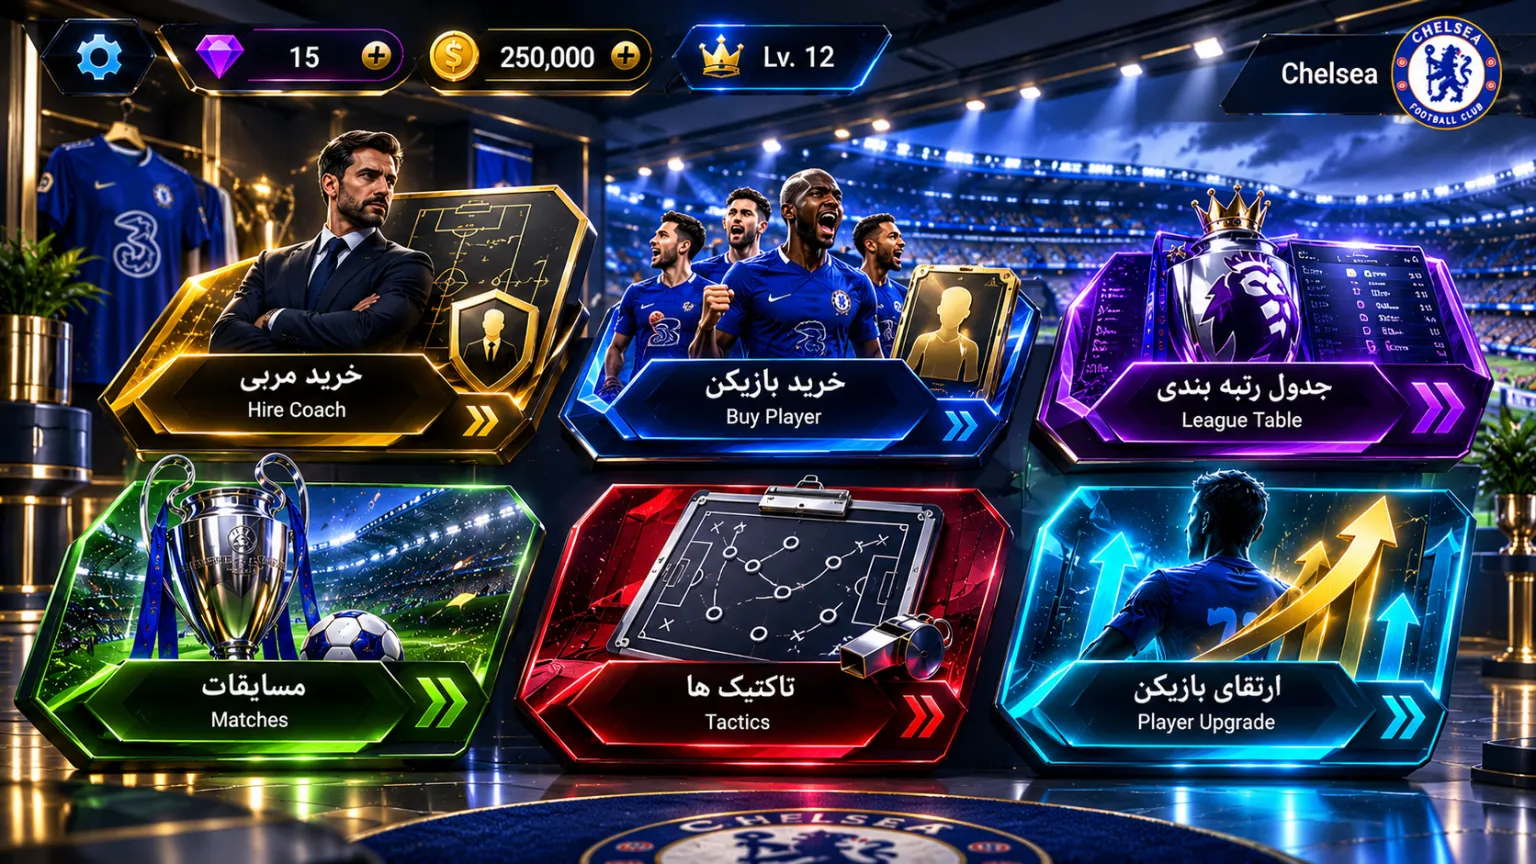 15
250,000
Lv. 12
Chelsea
CHELSEA
FOOTBALL CLUB
خرید مربی
Hire Coach
خرید بازیکن
Buy Player
جدول رتبه بندی
League Table
مسابقات
Matches
تاکتیک ها
Tactics
ارتقای بازیکن
Player Upgrade
CHELSEA